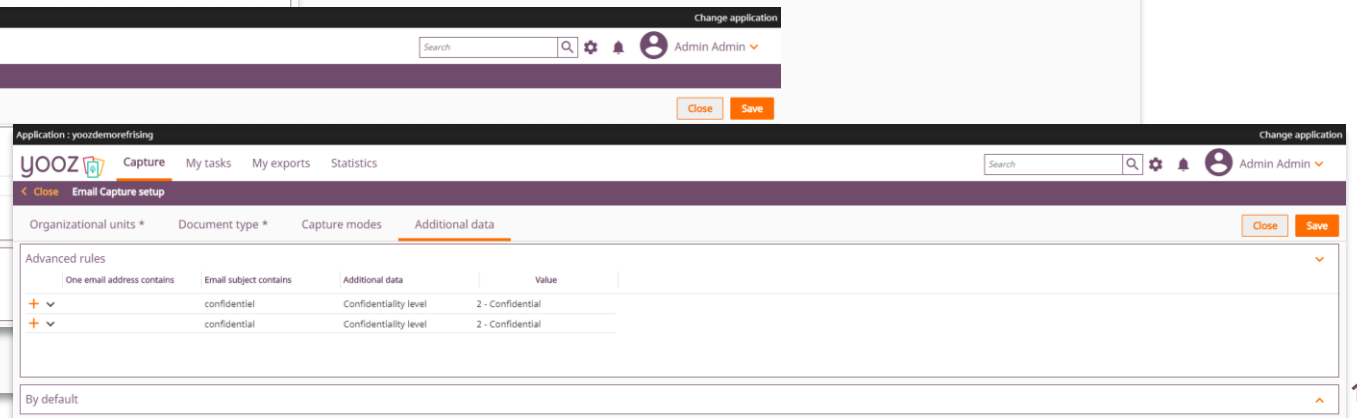 Change application
Search Admin Admin
Close Save
Application : yoozdemorefrising Change application
yooz Capture My tasks My exports Statistics Search Admin Admin
< Close Email Capture setup
Organizational units * Document type * Capture modes Additional data Close Save
Advanced rules
One email address contains Email subject contains Additional data Value
+ confidentiel Confidentiality level 2 - Confidential
+ confidential Confidentiality level 2 - Confidential
By default